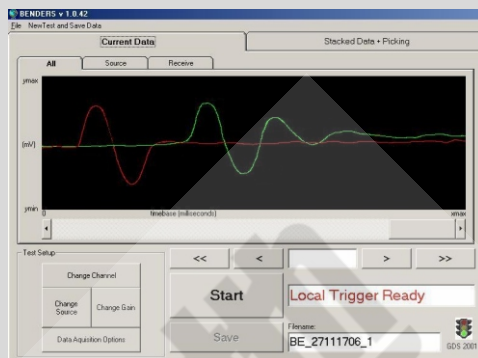 BENDERS v 1.0.42
File NewTest and Save Data
Current Data
Stacked Data + Picking
All
Source
Receive
ymax
(mV)
ymin
0
timebase (milliseconds)
xmax
Test Setup
Change Channel
Change Source
Change Gain
Data Aquisition Options
<<
<
>
>>
Start
Local Trigger Ready
Save
Filename:
BE_27111706_1
GDS 2001